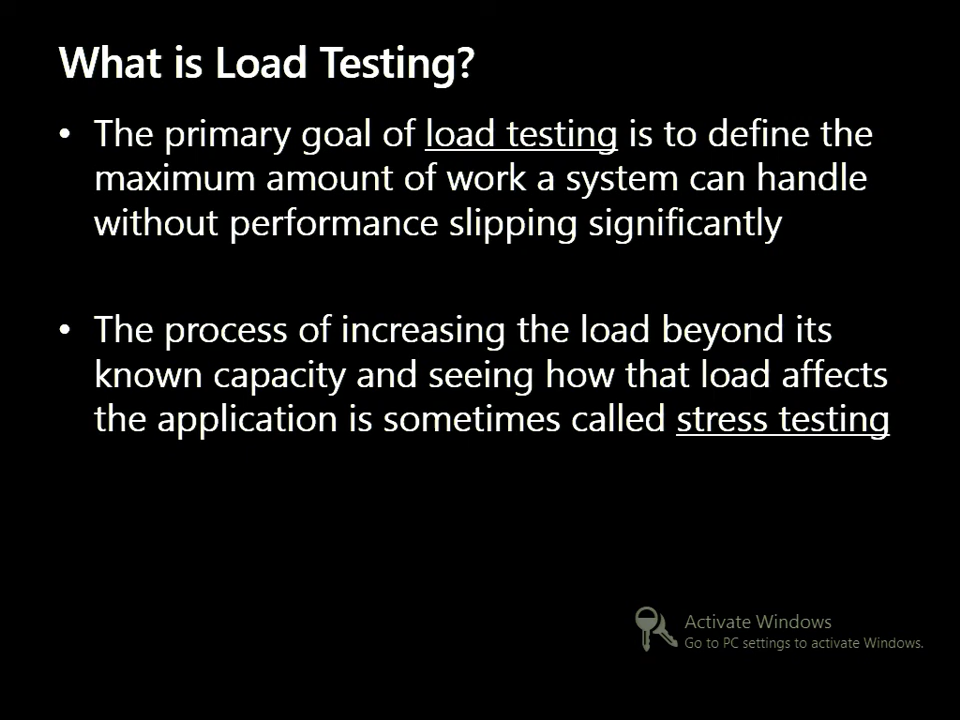 What is Load Testing?
• The primary goal of load testing is to define the
maximum amount of work a system can handle
without performance slipping significantly
• The process of increasing the load beyond its
known capacity and seeing how that load affects
the application is sometimes called stress testing
Activate Windows
Go to PC settings to activate Windows.